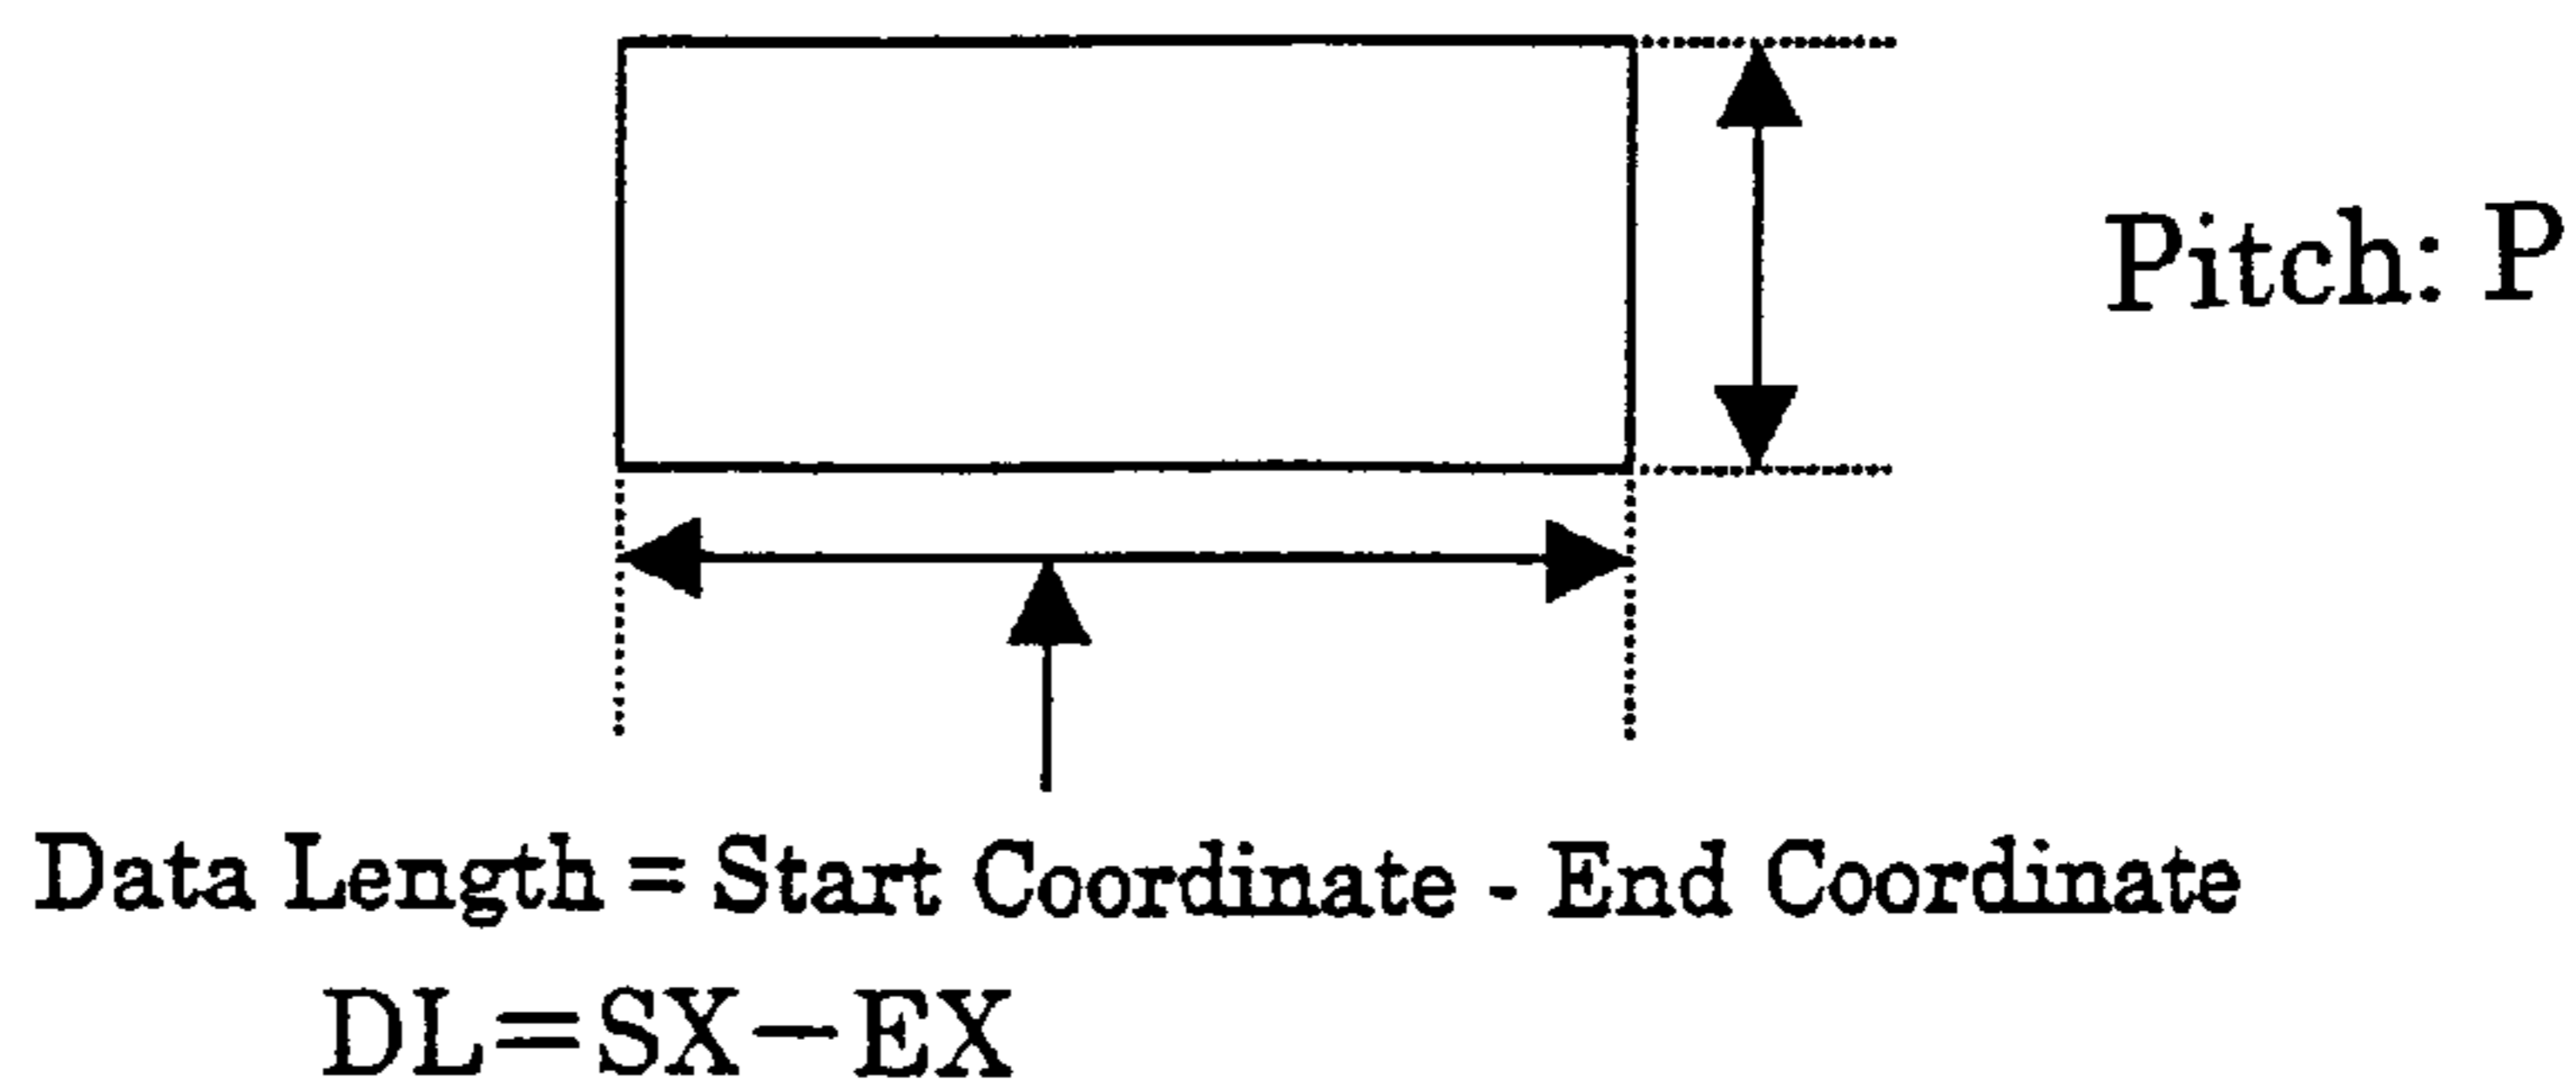 Pitch: P
Data Length = Start Coordinate - End Coordinate
DL=SX−EX